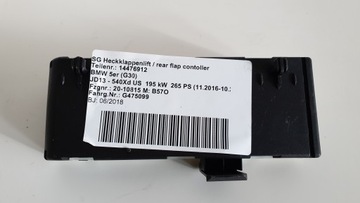 SG Heckklappenlift / rear flap contoller
Teilenr.: 14476912
BMW 5er (G30)
JD13 - 540Xd US 195 kW 265 PS (11.2016-10.
Fzgnr.: 20-10815 M: B57O
Fahrg.Nr.: G475099
BJ: 06/2018